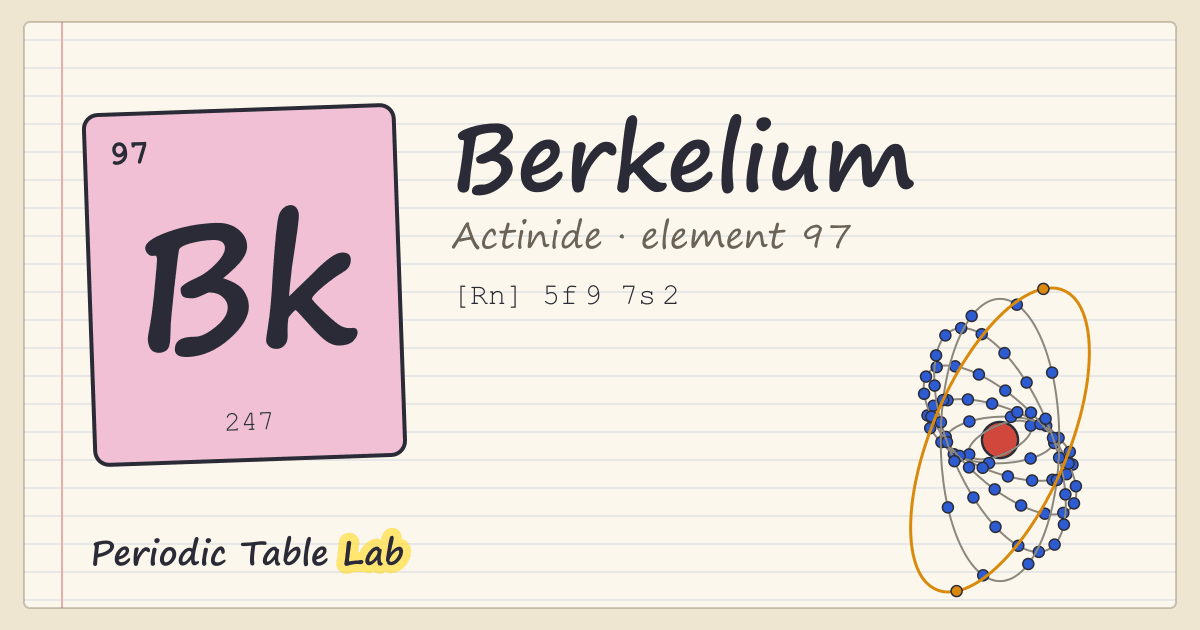 97
Bk
247
Berkelium
Actinide · element 97
[Rn] 5f9 7s2
Periodic Table Lab